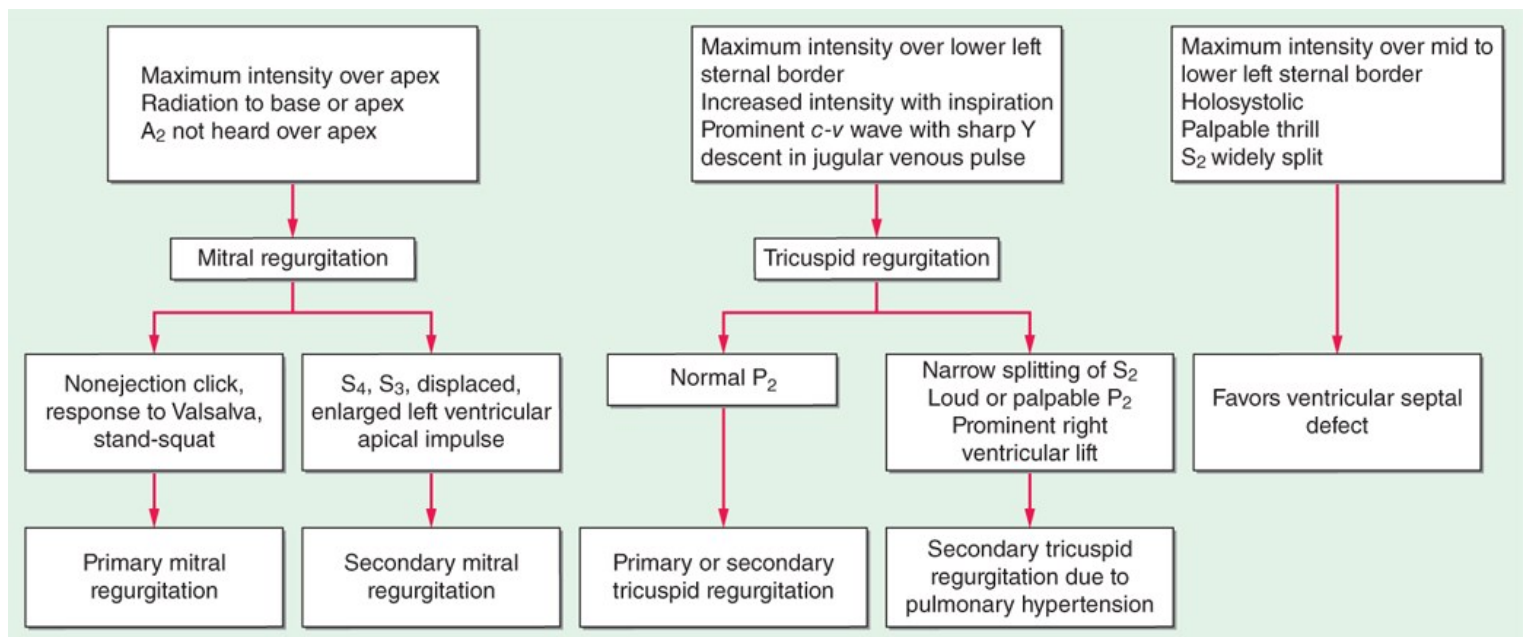 Maximum intensity over apex
Radiation to base or apex
A₂ not heard over apex
Maximum intensity over lower left
sternal border
Increased intensity with inspiration
Prominent c-v wave with sharp Y
descent in jugular venous pulse
Maximum intensity over mid to
lower left sternal border
Holosystolic
Palpable thrill
S₂ widely split
Mitral regurgitation
Tricuspid regurgitation
Nonejection click,
response to Valsalva,
stand-squat
S₄, S₃, displaced,
enlarged left ventricular
apical impulse
Normal P₂
Narrow splitting of S₂
Loud or palpable P₂
Prominent right
ventricular lift
Favors ventricular septal
defect
Primary mitral
regurgitation
Secondary mitral
regurgitation
Primary or secondary
tricuspid regurgitation
Secondary tricuspid
regurgitation due to
pulmonary hypertension